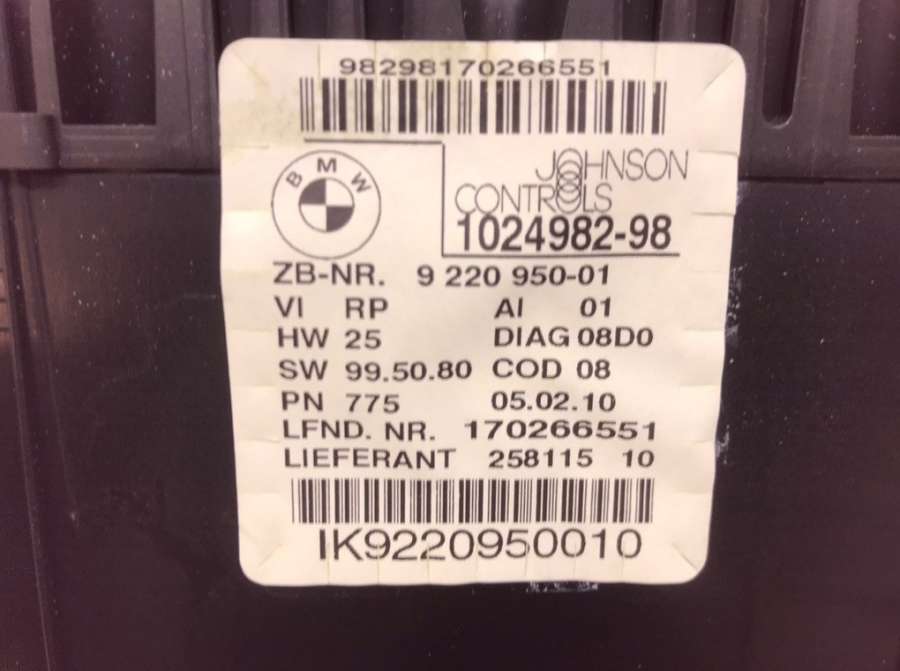 98298170266551
BMW
JOHNSON
CONTROLS
1024982-98
ZB-NR. 9 220 950-01
VI RP AI 01
HW 25 DIAG 08D0
SW 99.50.80 COD 08
PN 775 05.02.10
LFND. NR. 170266551
LIEFERANT 258115 10
IK9220950010